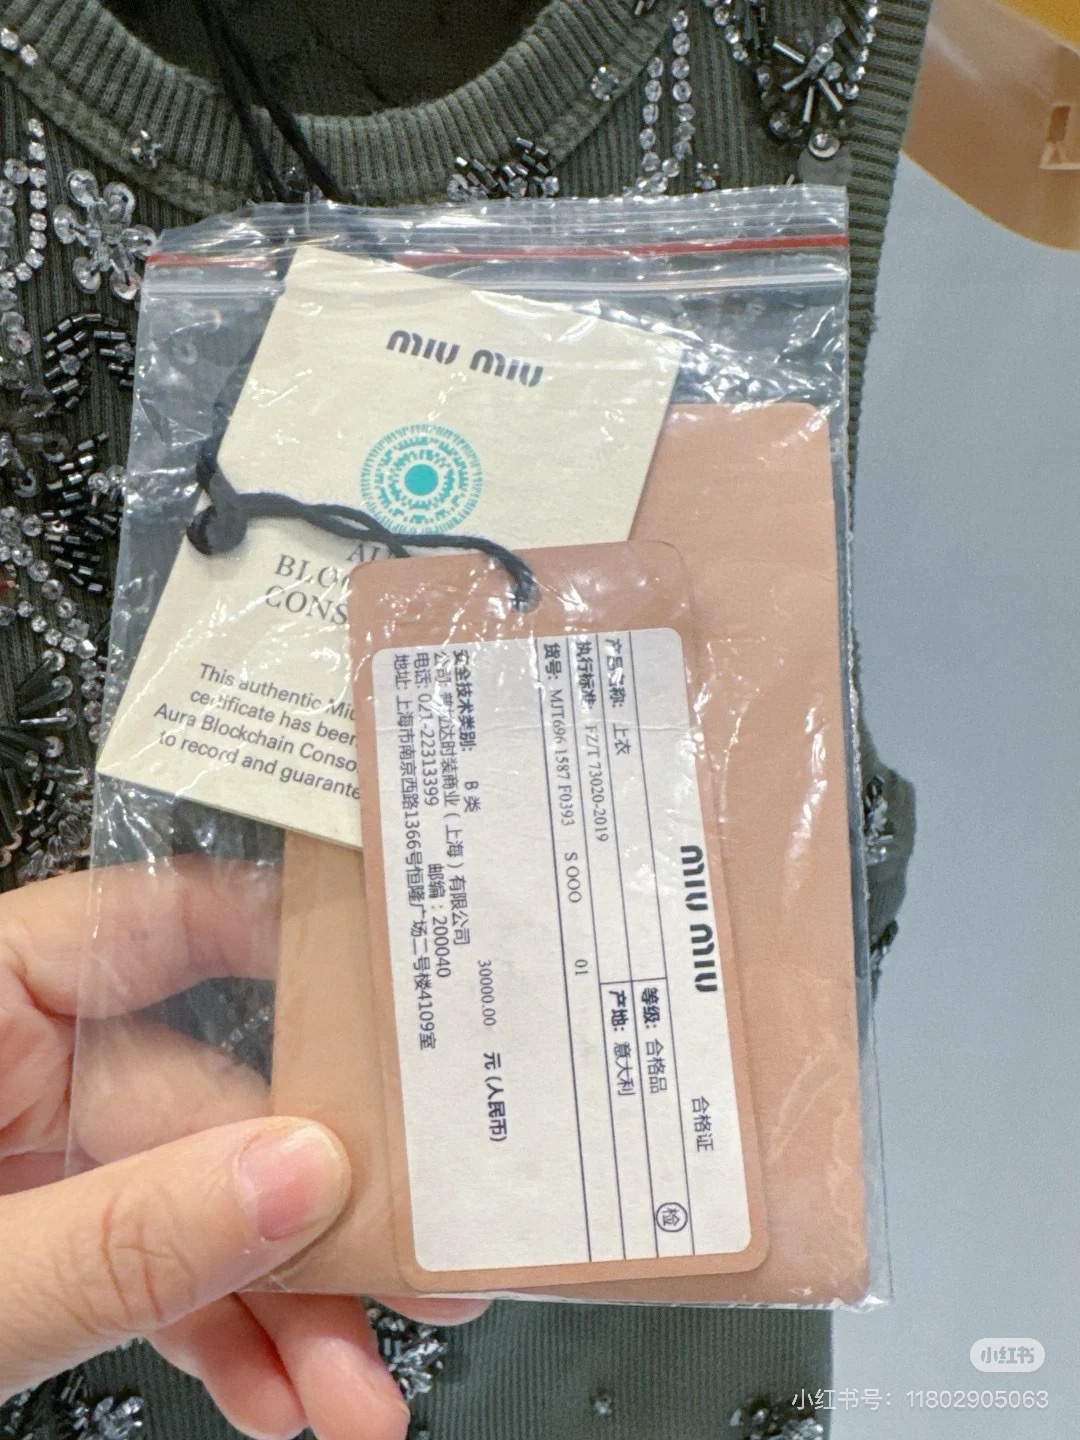 miu miu
AU
BLO
CONS
This authentic Miu
certificate has been
Aura Blockchain Conso
to record and guarante
miu miu
合格证
等级: 合格品
检
产品名称: 上衣
产地: 意大利
执行标准: FZ/T 73020-2019
货号: MJT696 1587 F0393 S OOO 01
30000.00 元 (人民币)
安全技术类别: B 类
公司: 普拉达时装商业 ( 上海 ) 有限公司
电话: 021-22313399 邮编: 200040
地址: 上海市南京西路1366号恒隆广场二号楼4109室
小红书
小红书号: 11802905063